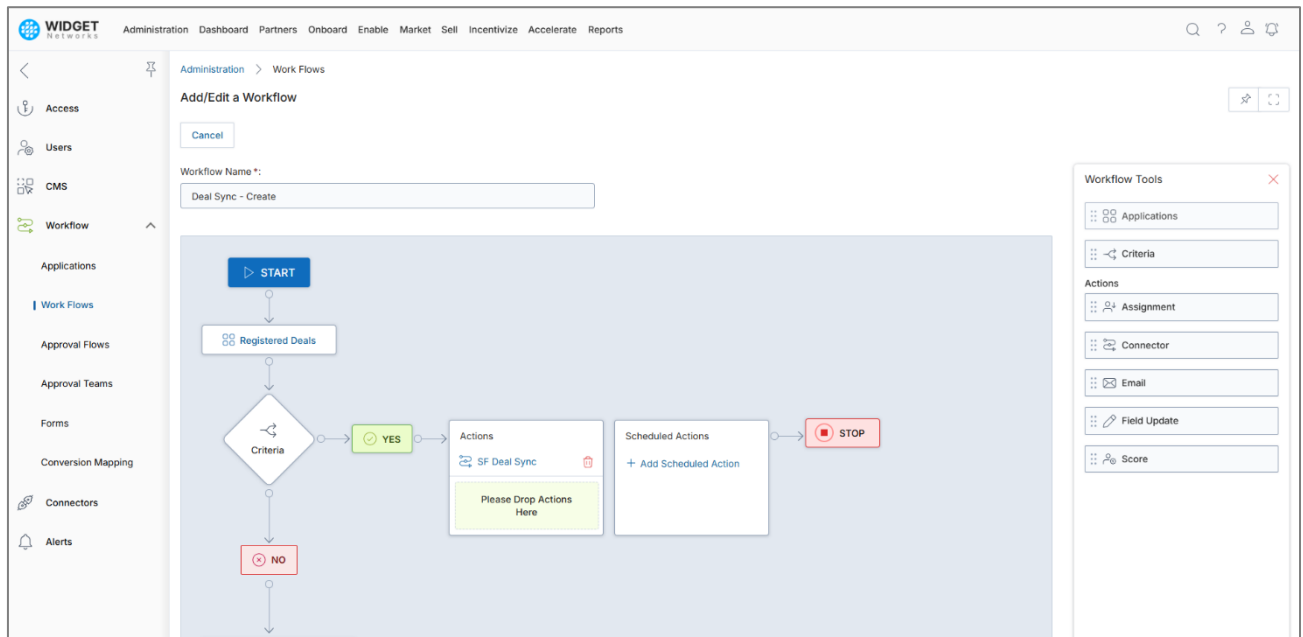 WIDGET
Networks
Administration Dashboard Partners Onboard Enable Market Sell Incentivize Accelerate Reports
Access
Users
CMS
Workflow
Applications
Work Flows
Approval Flows
Approval Teams
Forms
Conversion Mapping
Connectors
Alerts
Administration > Work Flows
Add/Edit a Workflow
Cancel
Workflow Name *:
Deal Sync - Create
START
Registered Deals
Criteria
YES
Actions
SF Deal Sync
Please Drop Actions
Here
Scheduled Actions
+ Add Scheduled Action
STOP
NO
Workflow Tools
Applications
Criteria
Actions
Assignment
Connector
Email
Field Update
Score